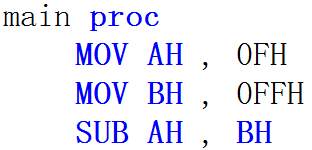 main proc
MOV AH , 0FH
MOV BH , 0FFH
SUB AH , BH